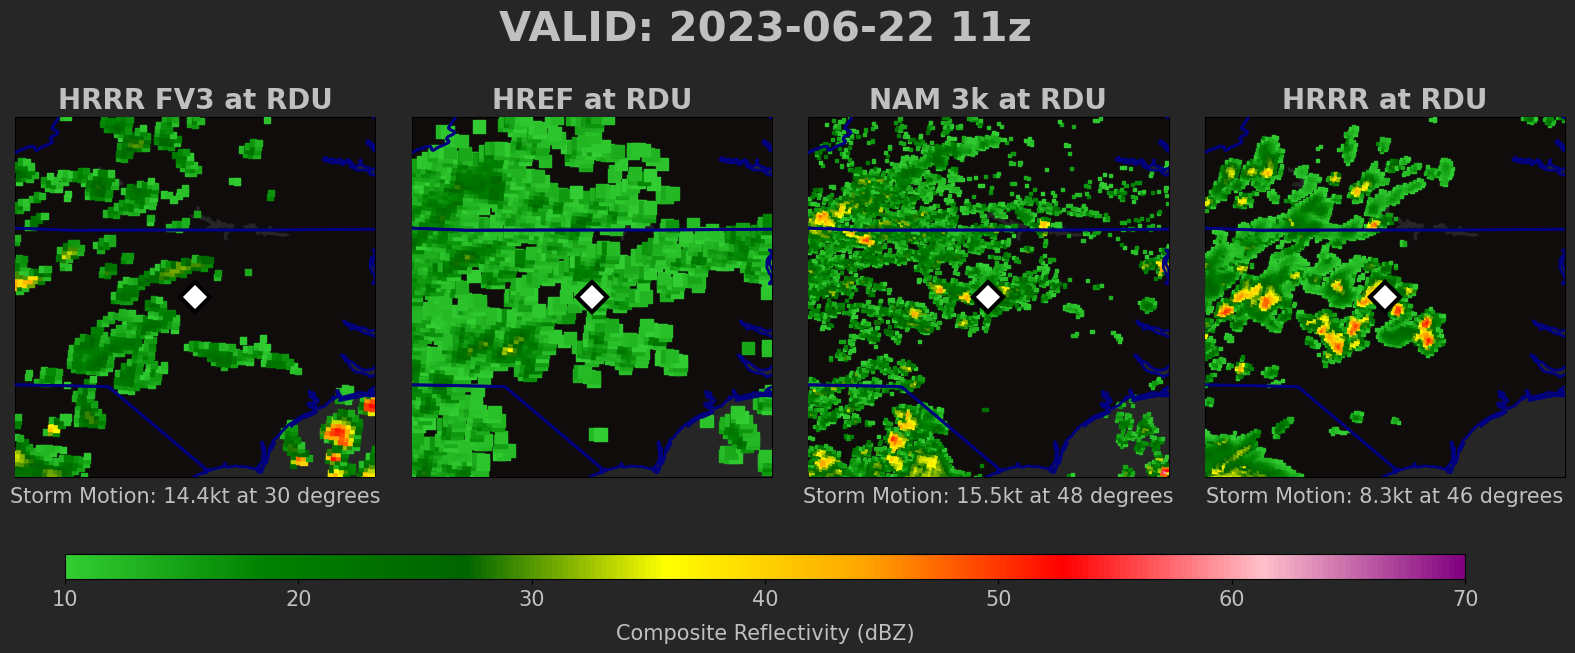 VALID: 2023-06-22 11z
HRRR FV3 at RDU
HREF at RDU
NAM 3k at RDU
HRRR at RDU
Storm Motion: 14.4kt at 30 degrees
Storm Motion: 15.5kt at 48 degrees
Storm Motion: 8.3kt at 46 degrees
10 20 30 40 50 60 70
Composite Reflectivity (dBZ)